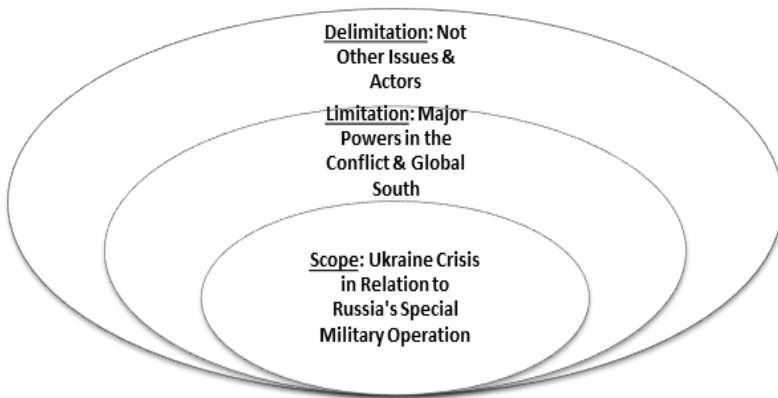 Delimitation: Not
Other Issues &
Actors
Limitation: Major
Powers in the
Conflict & Global
South
Scope: Ukraine Crisis
in Relation to
Russia's Special
Military Operation